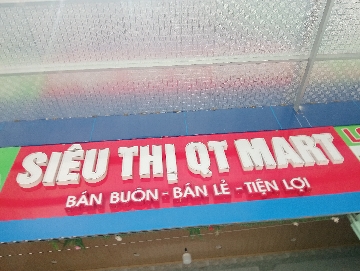 SIÊU THỊ QT MART
BÁN BUÔN - BÁN LẺ - TIỆN LỢI